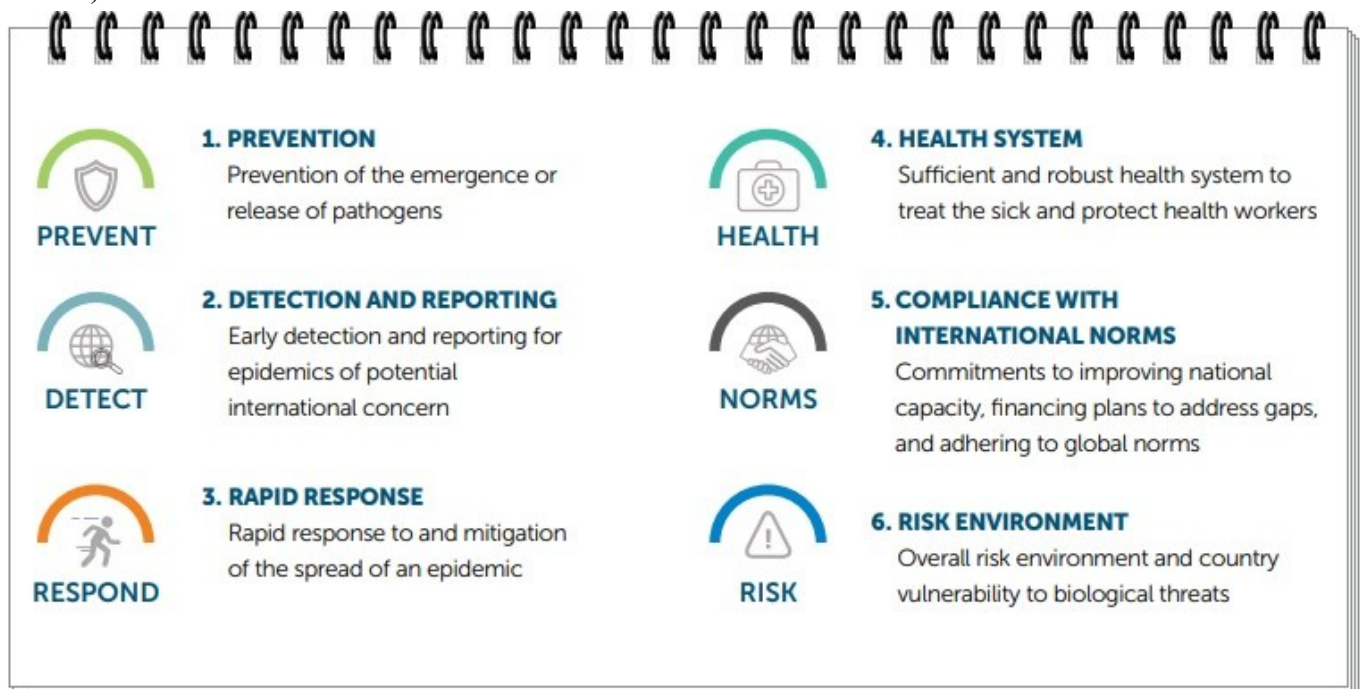 1. PREVENTION
Prevention of the emergence or
release of pathogens
PREVENT
2. DETECTION AND REPORTING
Early detection and reporting for
epidemics of potential
international concern
DETECT
3. RAPID RESPONSE
Rapid response to and mitigation
of the spread of an epidemic
RESPOND
4. HEALTH SYSTEM
Sufficient and robust health system to
treat the sick and protect health workers
HEALTH
5. COMPLIANCE WITH
INTERNATIONAL NORMS
Commitments to improving national
capacity, financing plans to address gaps,
and adhering to global norms
NORMS
6. RISK ENVIRONMENT
Overall risk environment and country
vulnerability to biological threats
RISK